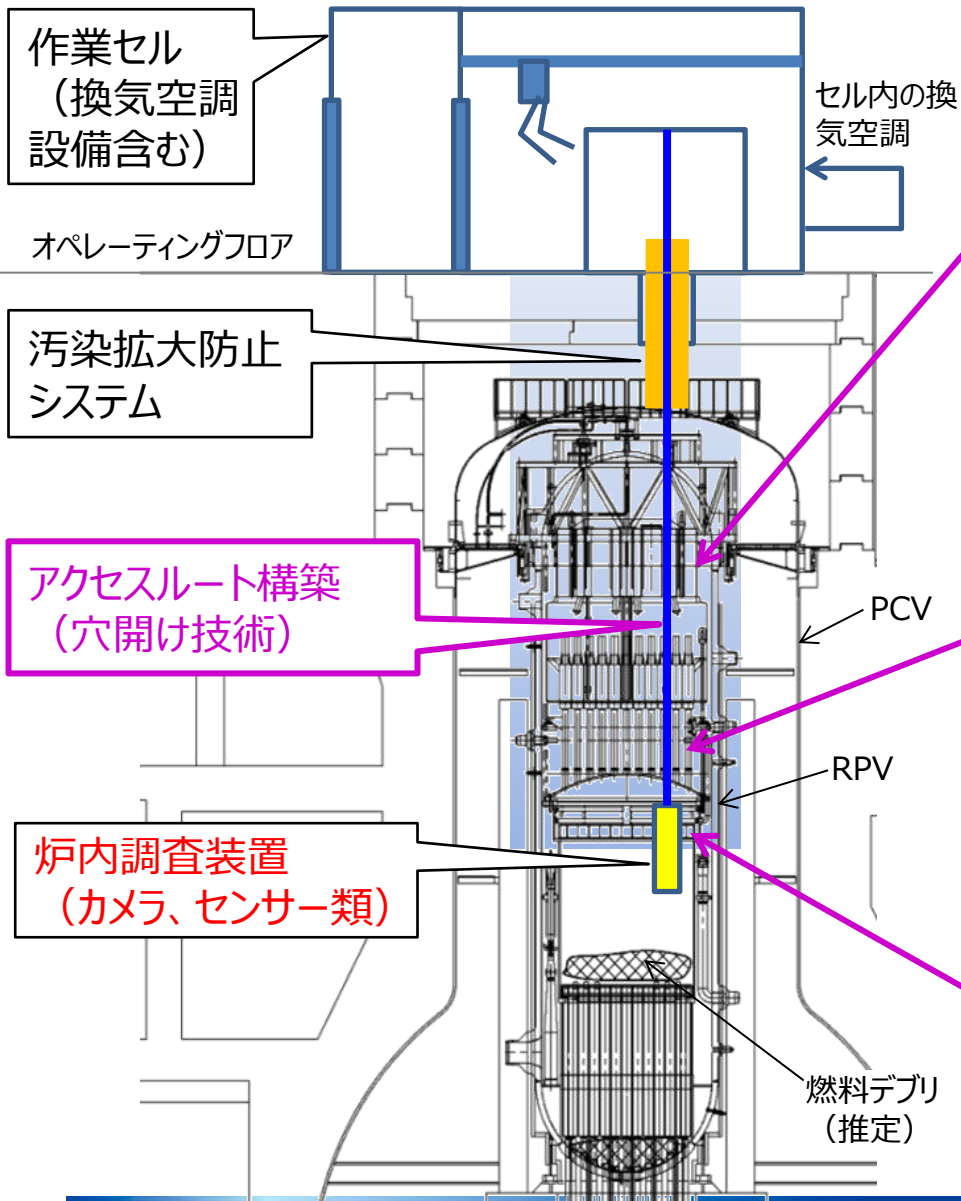 作業セル
（換気空調
設備含む）
セル内の換
気空調
オペレーティングフロア
汚染拡大防止
システム
アクセスルート構築
（穴開け技術）
PCV
RPV
炉内調査装置
（カメラ、センサー類）
燃料デブリ
（推定）